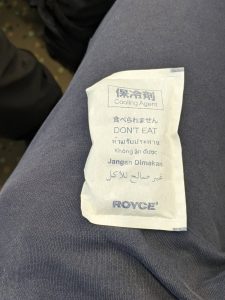 保冷剤
Cooling Agent
食べられません
DON'T EAT
ห้ามรับประทาน
Không ăn được
Jangan Dimakan
غير صالح للأكل
ROYCE'